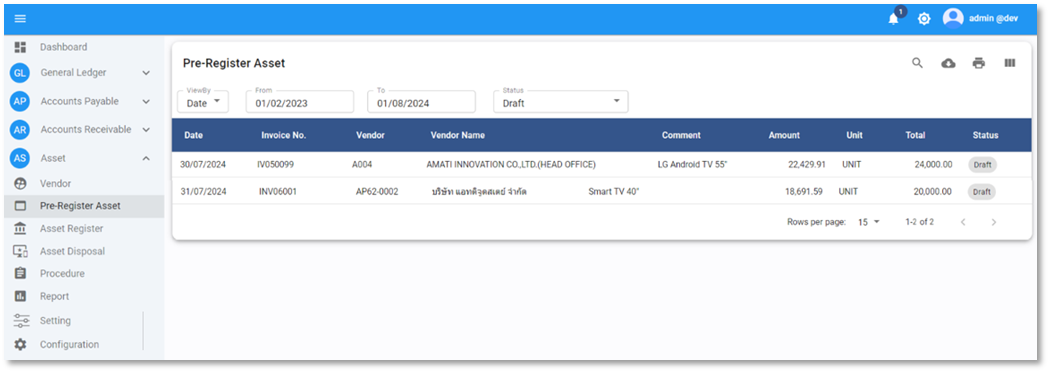 1
admin @dev
Dashboard
GL General Ledger
AP Accounts Payable
AR Accounts Receivable
AS Asset
Vendor
Pre-Register Asset
Asset Register
Asset Disposal
Procedure
Report
Setting
Configuration
Pre-Register Asset
ViewBy From To Status
Date 01/02/2023 01/08/2024 Draft
Date Invoice No. Vendor Vendor Name Comment Amount Unit Total Status
30/07/2024 IV050099 A004 AMATI INNOVATION CO.,LTD.(HEAD OFFICE) LG Android TV 55" 22,429.91 UNIT 24,000.00 Draft
31/07/2024 INV06001 AP62-0002 บริษัท แอทติจูดสเตย์ จำกัด Smart TV 40" 18,691.59 UNIT 20,000.00 Draft
Rows per page: 15 1-2 of 2